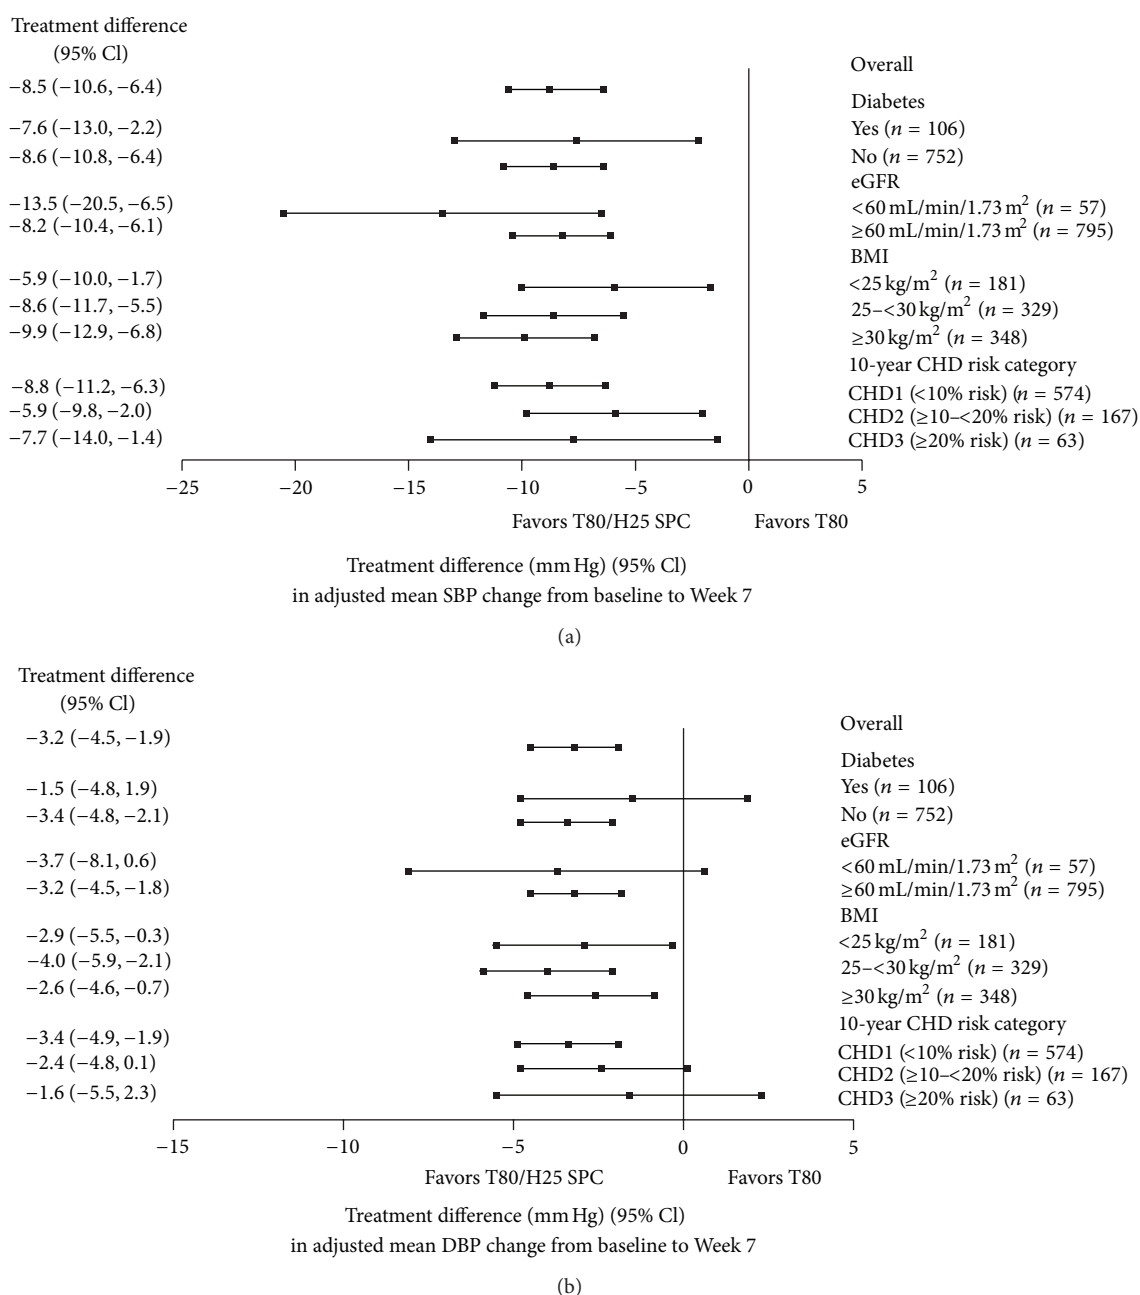 Treatment difference
(95% CI)
−8.5 (−10.6, −6.4)
Overall
Diabetes
−7.6 (−13.0, −2.2)
Yes (n = 106)
−8.6 (−10.8, −6.4)
No (n = 752)
eGFR
−13.5 (−20.5, −6.5)
<60 mL/min/1.73 m² (n = 57)
−8.2 (−10.4, −6.1)
≥60 mL/min/1.73 m² (n = 795)
BMI
−5.9 (−10.0, −1.7)
<25 kg/m² (n = 181)
−8.6 (−11.7, −5.5)
25–<30 kg/m² (n = 329)
−9.9 (−12.9, −6.8)
≥30 kg/m² (n = 348)
10-year CHD risk category
−8.8 (−11.2, −6.3)
CHD1 (<10% risk) (n = 574)
−5.9 (−9.8, −2.0)
CHD2 (≥10–<20% risk) (n = 167)
−7.7 (−14.0, −1.4)
CHD3 (≥20% risk) (n = 63)
−25 −20 −15 −10 −5 0 5
Favors T80/H25 SPC Favors T80
Treatment difference (mm Hg) (95% CI)
in adjusted mean SBP change from baseline to Week 7
(a)
Treatment difference
(95% CI)
−3.2 (−4.5, −1.9)
Overall
Diabetes
−1.5 (−4.8, 1.9)
Yes (n = 106)
−3.4 (−4.8, −2.1)
No (n = 752)
eGFR
−3.7 (−8.1, 0.6)
<60 mL/min/1.73 m² (n = 57)
−3.2 (−4.5, −1.8)
≥60 mL/min/1.73 m² (n = 795)
BMI
−2.9 (−5.5, −0.3)
<25 kg/m² (n = 181)
−4.0 (−5.9, −2.1)
25–<30 kg/m² (n = 329)
−2.6 (−4.6, −0.7)
≥30 kg/m² (n = 348)
10-year CHD risk category
−3.4 (−4.9, −1.9)
CHD1 (<10% risk) (n = 574)
−2.4 (−4.8, 0.1)
CHD2 (≥10–<20% risk) (n = 167)
−1.6 (−5.5, 2.3)
CHD3 (≥20% risk) (n = 63)
−15 −10 −5 0 5
Favors T80/H25 SPC Favors T80
Treatment difference (mm Hg) (95% CI)
in adjusted mean DBP change from baseline to Week 7
(b)